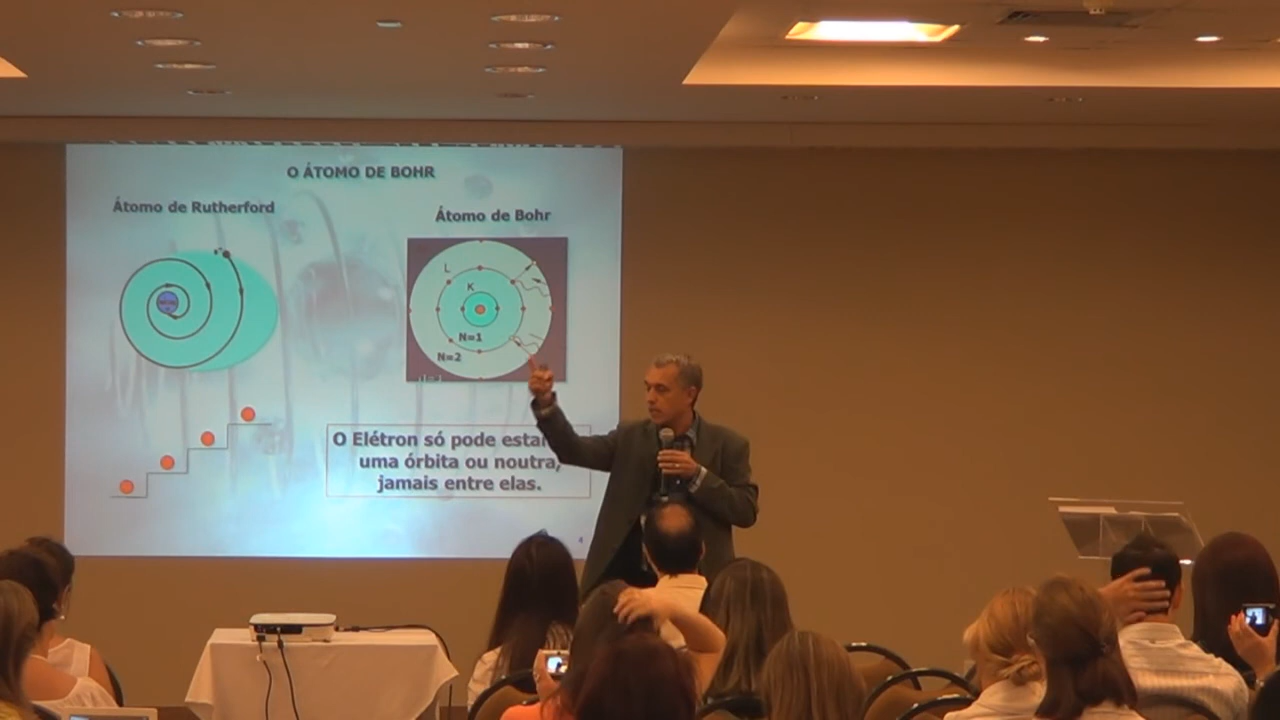 O ÁTOMO DE BOHR
Átomo de Rutherford
Átomo de Bohr
L
K
N=1
N=2
O Elétron só pode
uma órbita ou noutra,
jamais entre elas.
4